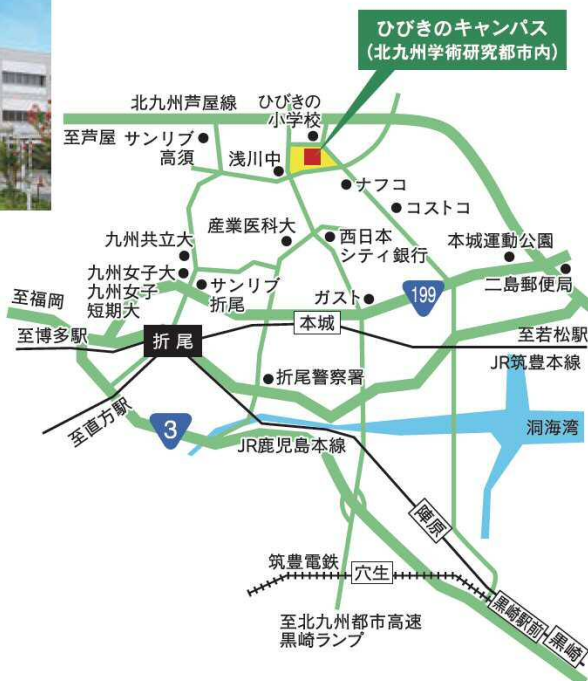 ひびきのキャンパス
(北九州学術研究都市内)
北九州芦屋線
ひびきの
小学校
至芦屋
サンリブ
高須
浅川中
ナフコ
コストコ
産業医科大
西日本
シティ銀行
本城運動公園
九州共立大
九州女子大
九州女子
短期大
サンリブ
折尾
ガスト
199
二島郵便局
至福岡
至博多駅
折尾
本城
至若松駅
JR筑豊本線
折尾警察署
至直方駅
3
JR鹿児島本線
洞海湾
陣原
筑豊電鉄
穴生
黒崎駅前
黒崎
至北九州都市高速
黒崎ランプ